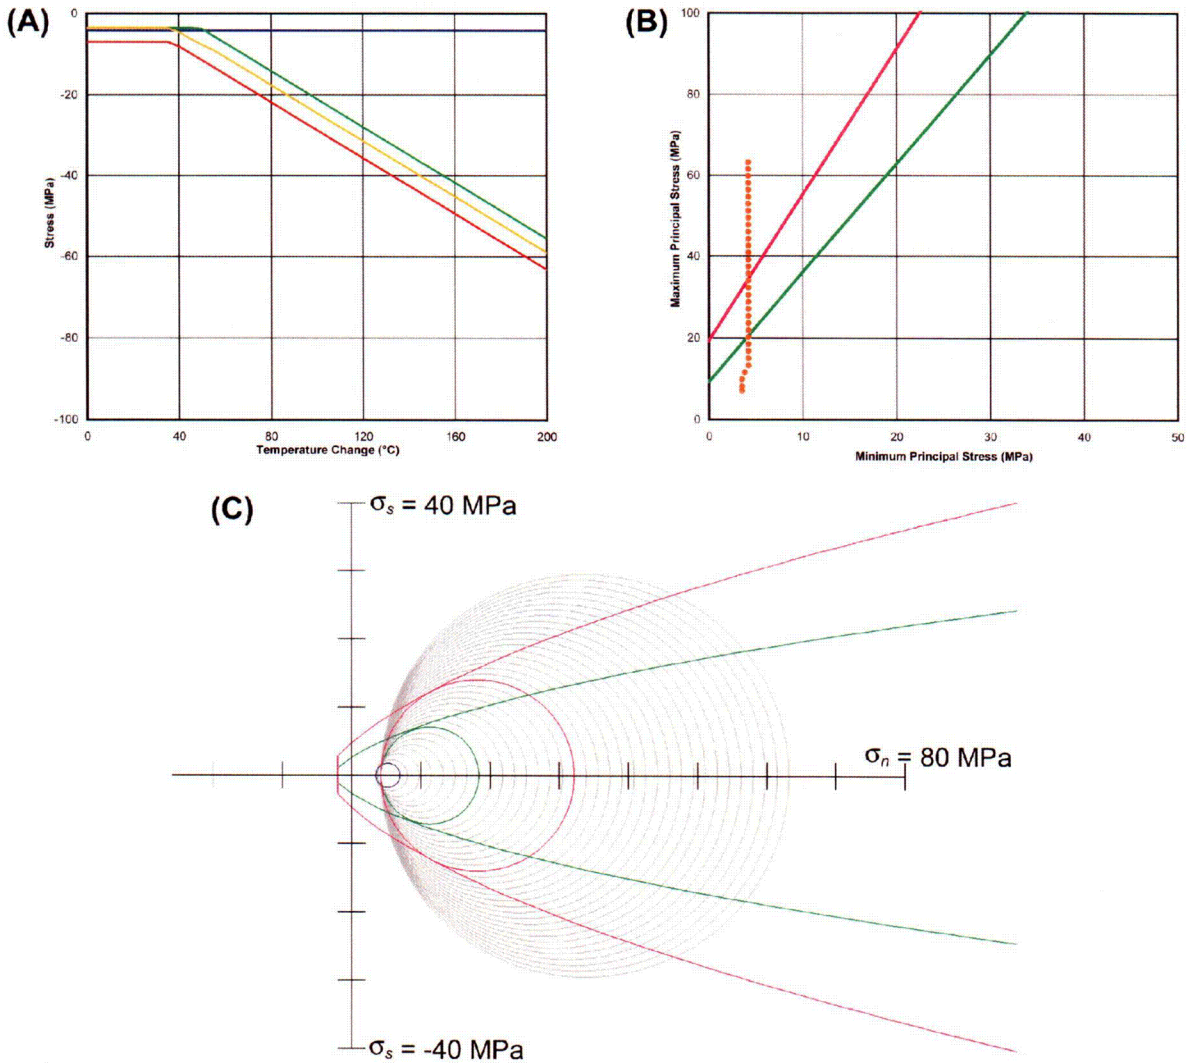 (A)
0
-20
-40
-60
-80
-100
Stress (MPa)
0 40 80 120 160 200
Temperature Change (°C)
(B)
100
80
60
40
20
0
Maximum Principal Stress (MPa)
0 10 20 30 40 50
Minimum Principal Stress (MPa)
(C)
σs = 40 MPa
σn = 80 MPa
σs = -40 MPa